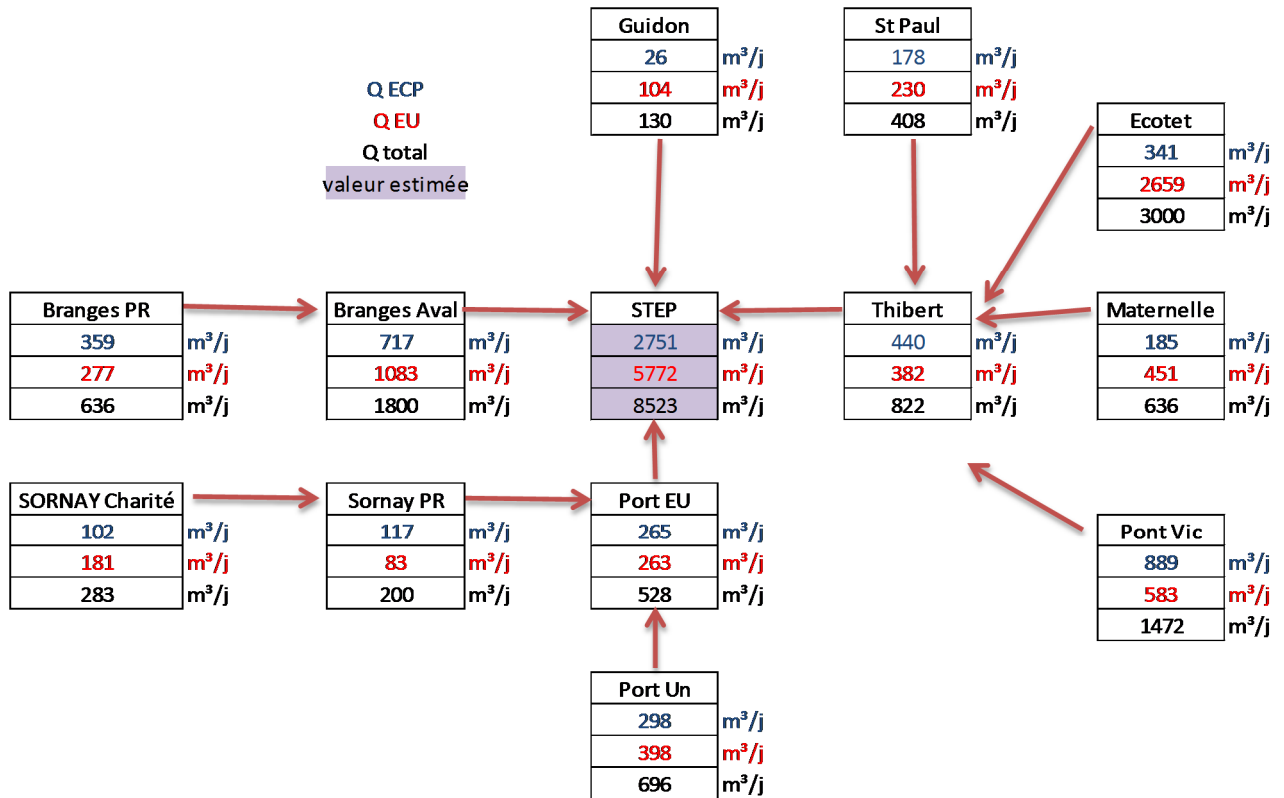 Guidon
26 m³/j
104 m³/j
130 m³/j
St Paul
178 m³/j
230 m³/j
408 m³/j
Q ECP
Q EU
Q total
valeur estimée
Ecotet
341 m³/j
2659 m³/j
3000 m³/j
Branges PR
359 m³/j
277 m³/j
636 m³/j
Branges Aval
717 m³/j
1083 m³/j
1800 m³/j
STEP
2751 m³/j
5772 m³/j
8523 m³/j
Thibert
440 m³/j
382 m³/j
822 m³/j
Maternelle
185 m³/j
451 m³/j
636 m³/j
SORNAY Charité
102 m³/j
181 m³/j
283 m³/j
Sornay PR
117 m³/j
83 m³/j
200 m³/j
Port EU
265 m³/j
263 m³/j
528 m³/j
Pont Vic
889 m³/j
583 m³/j
1472 m³/j
Port Un
298 m³/j
398 m³/j
696 m³/j